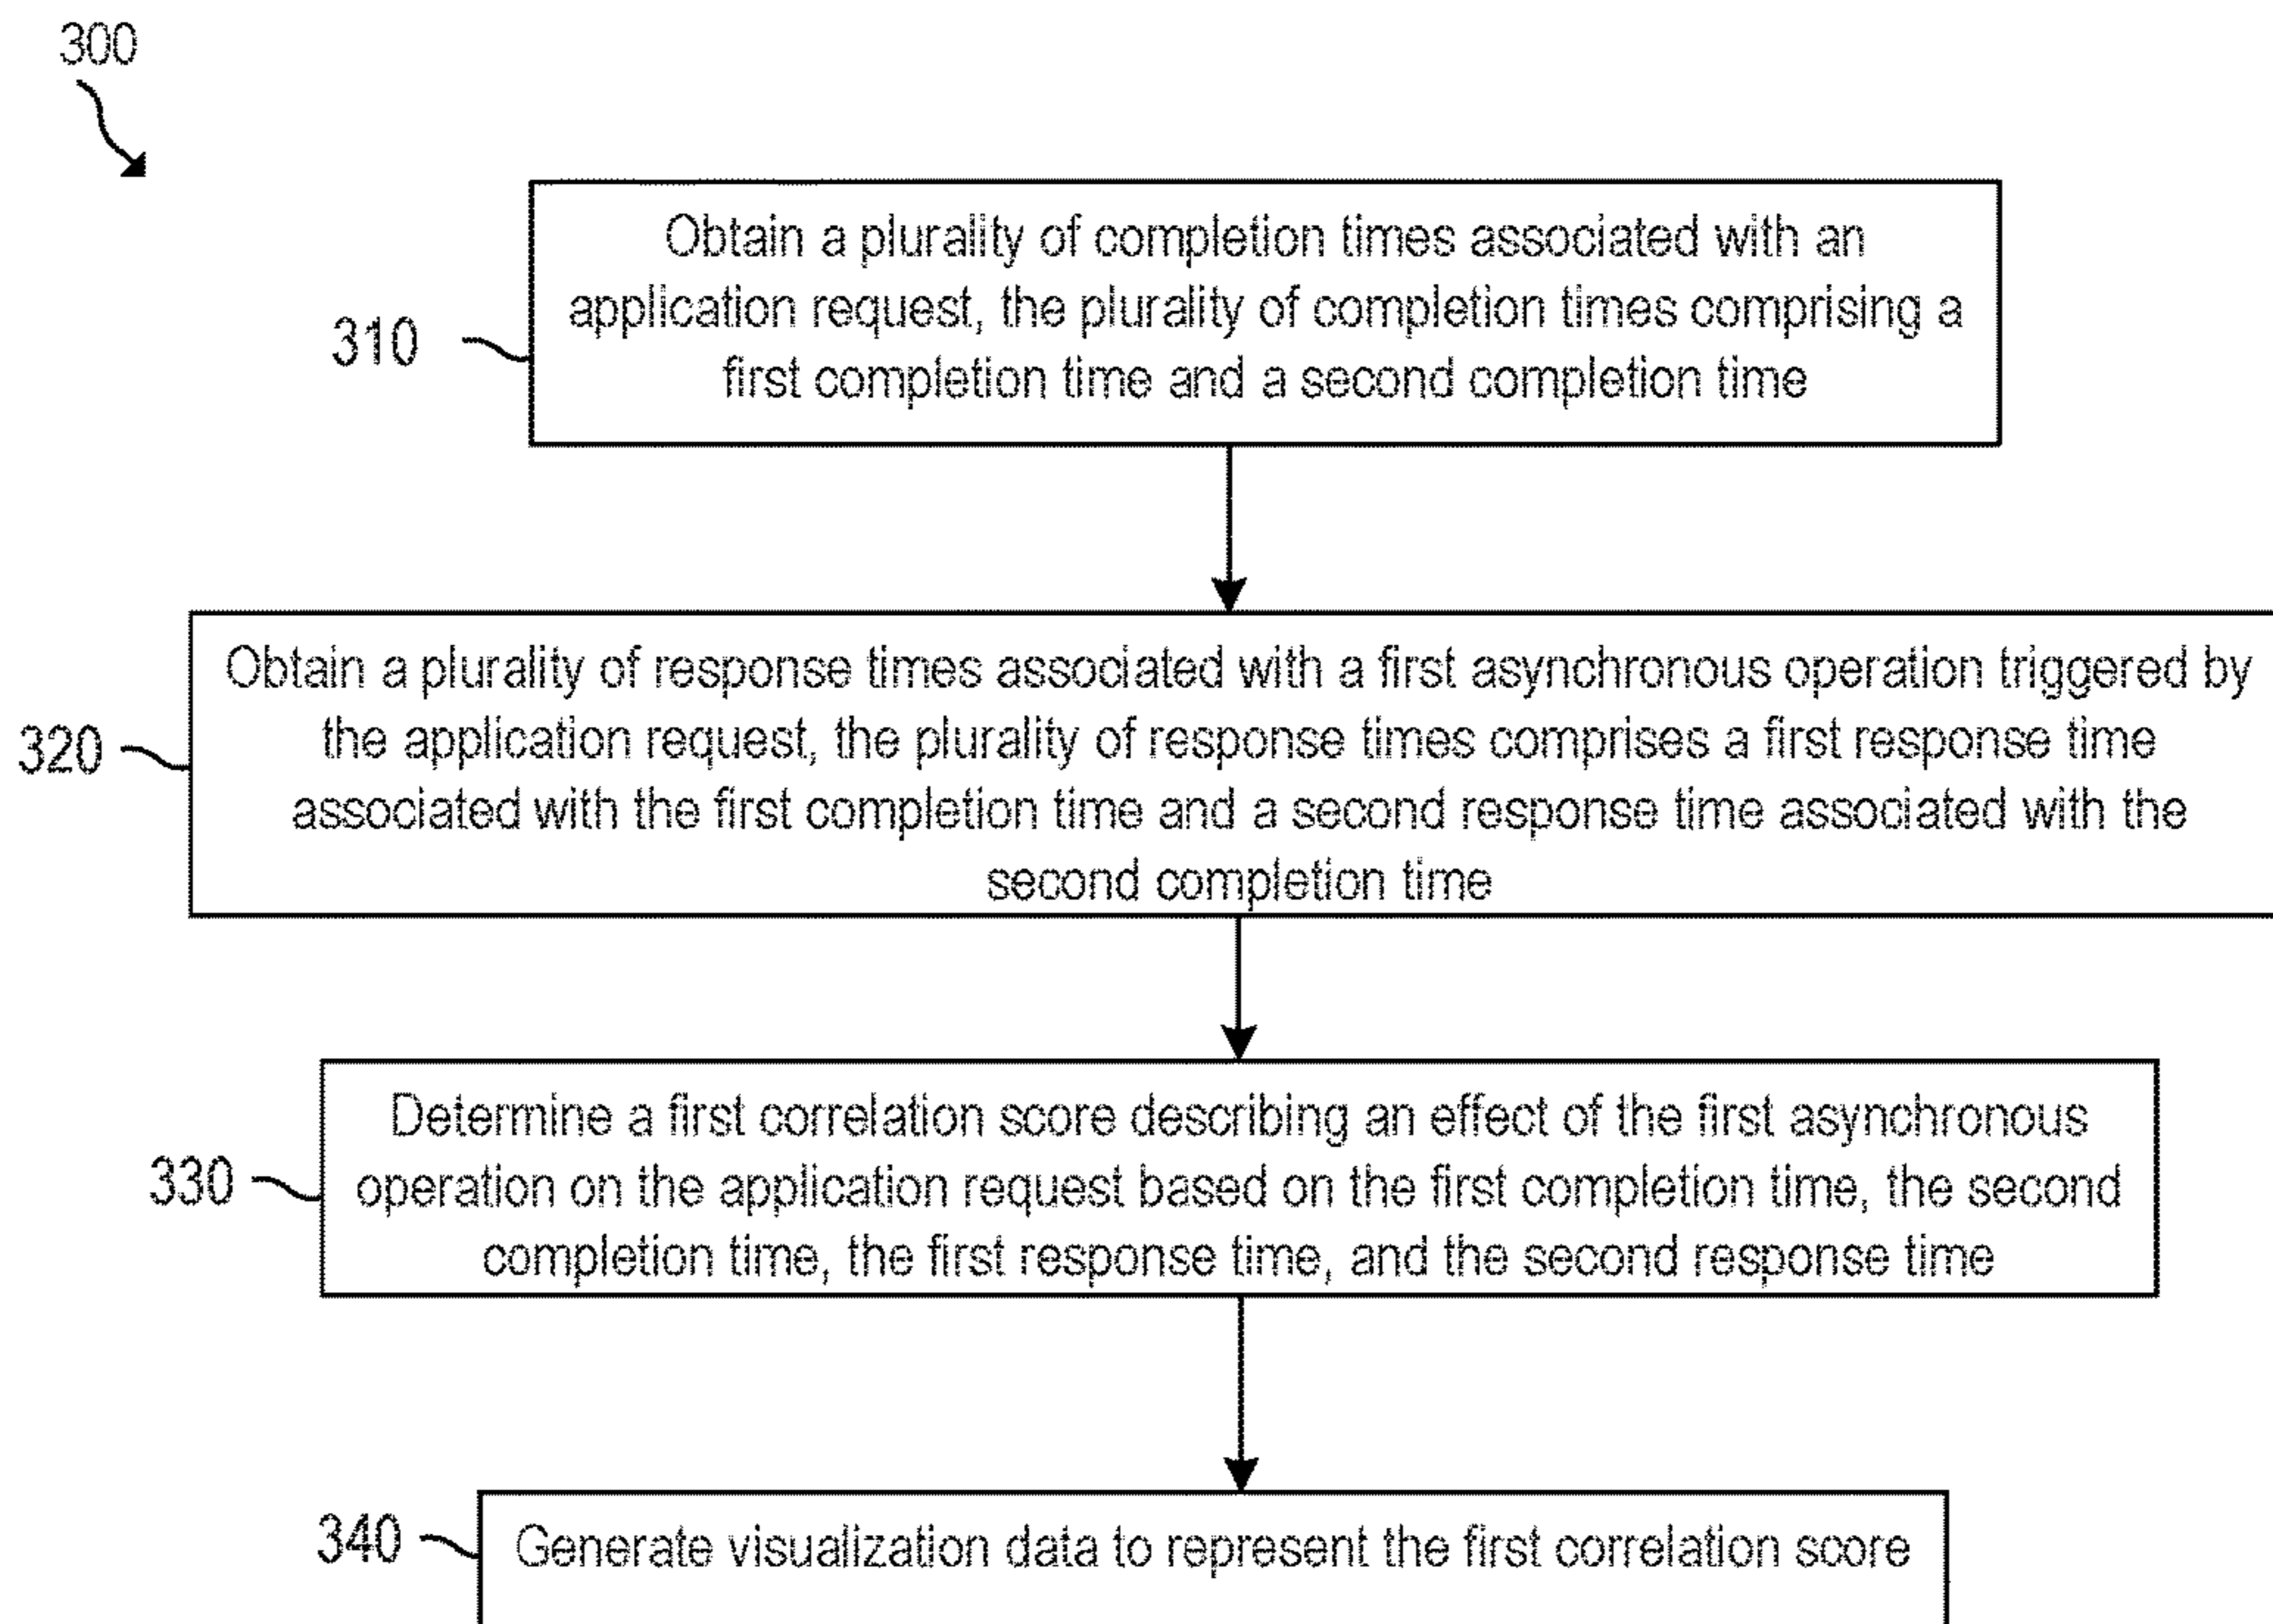 300
Obtain a plurality of completion times associated with an
application request, the plurality of completion times comprising a
first completion time and a second completion time
310
Obtain a plurality of response times associated with a first asynchronous operation triggered by
the application request, the plurality of response times comprises a first response time
associated with the first completion time and a second response time associated with the
second completion time
320
Determine a first correlation score describing an effect of the first asynchronous
operation on the application request based on the first completion time, the second
completion time, the first response time, and the second response time
330
Generate visualization data to represent the first correlation score
340